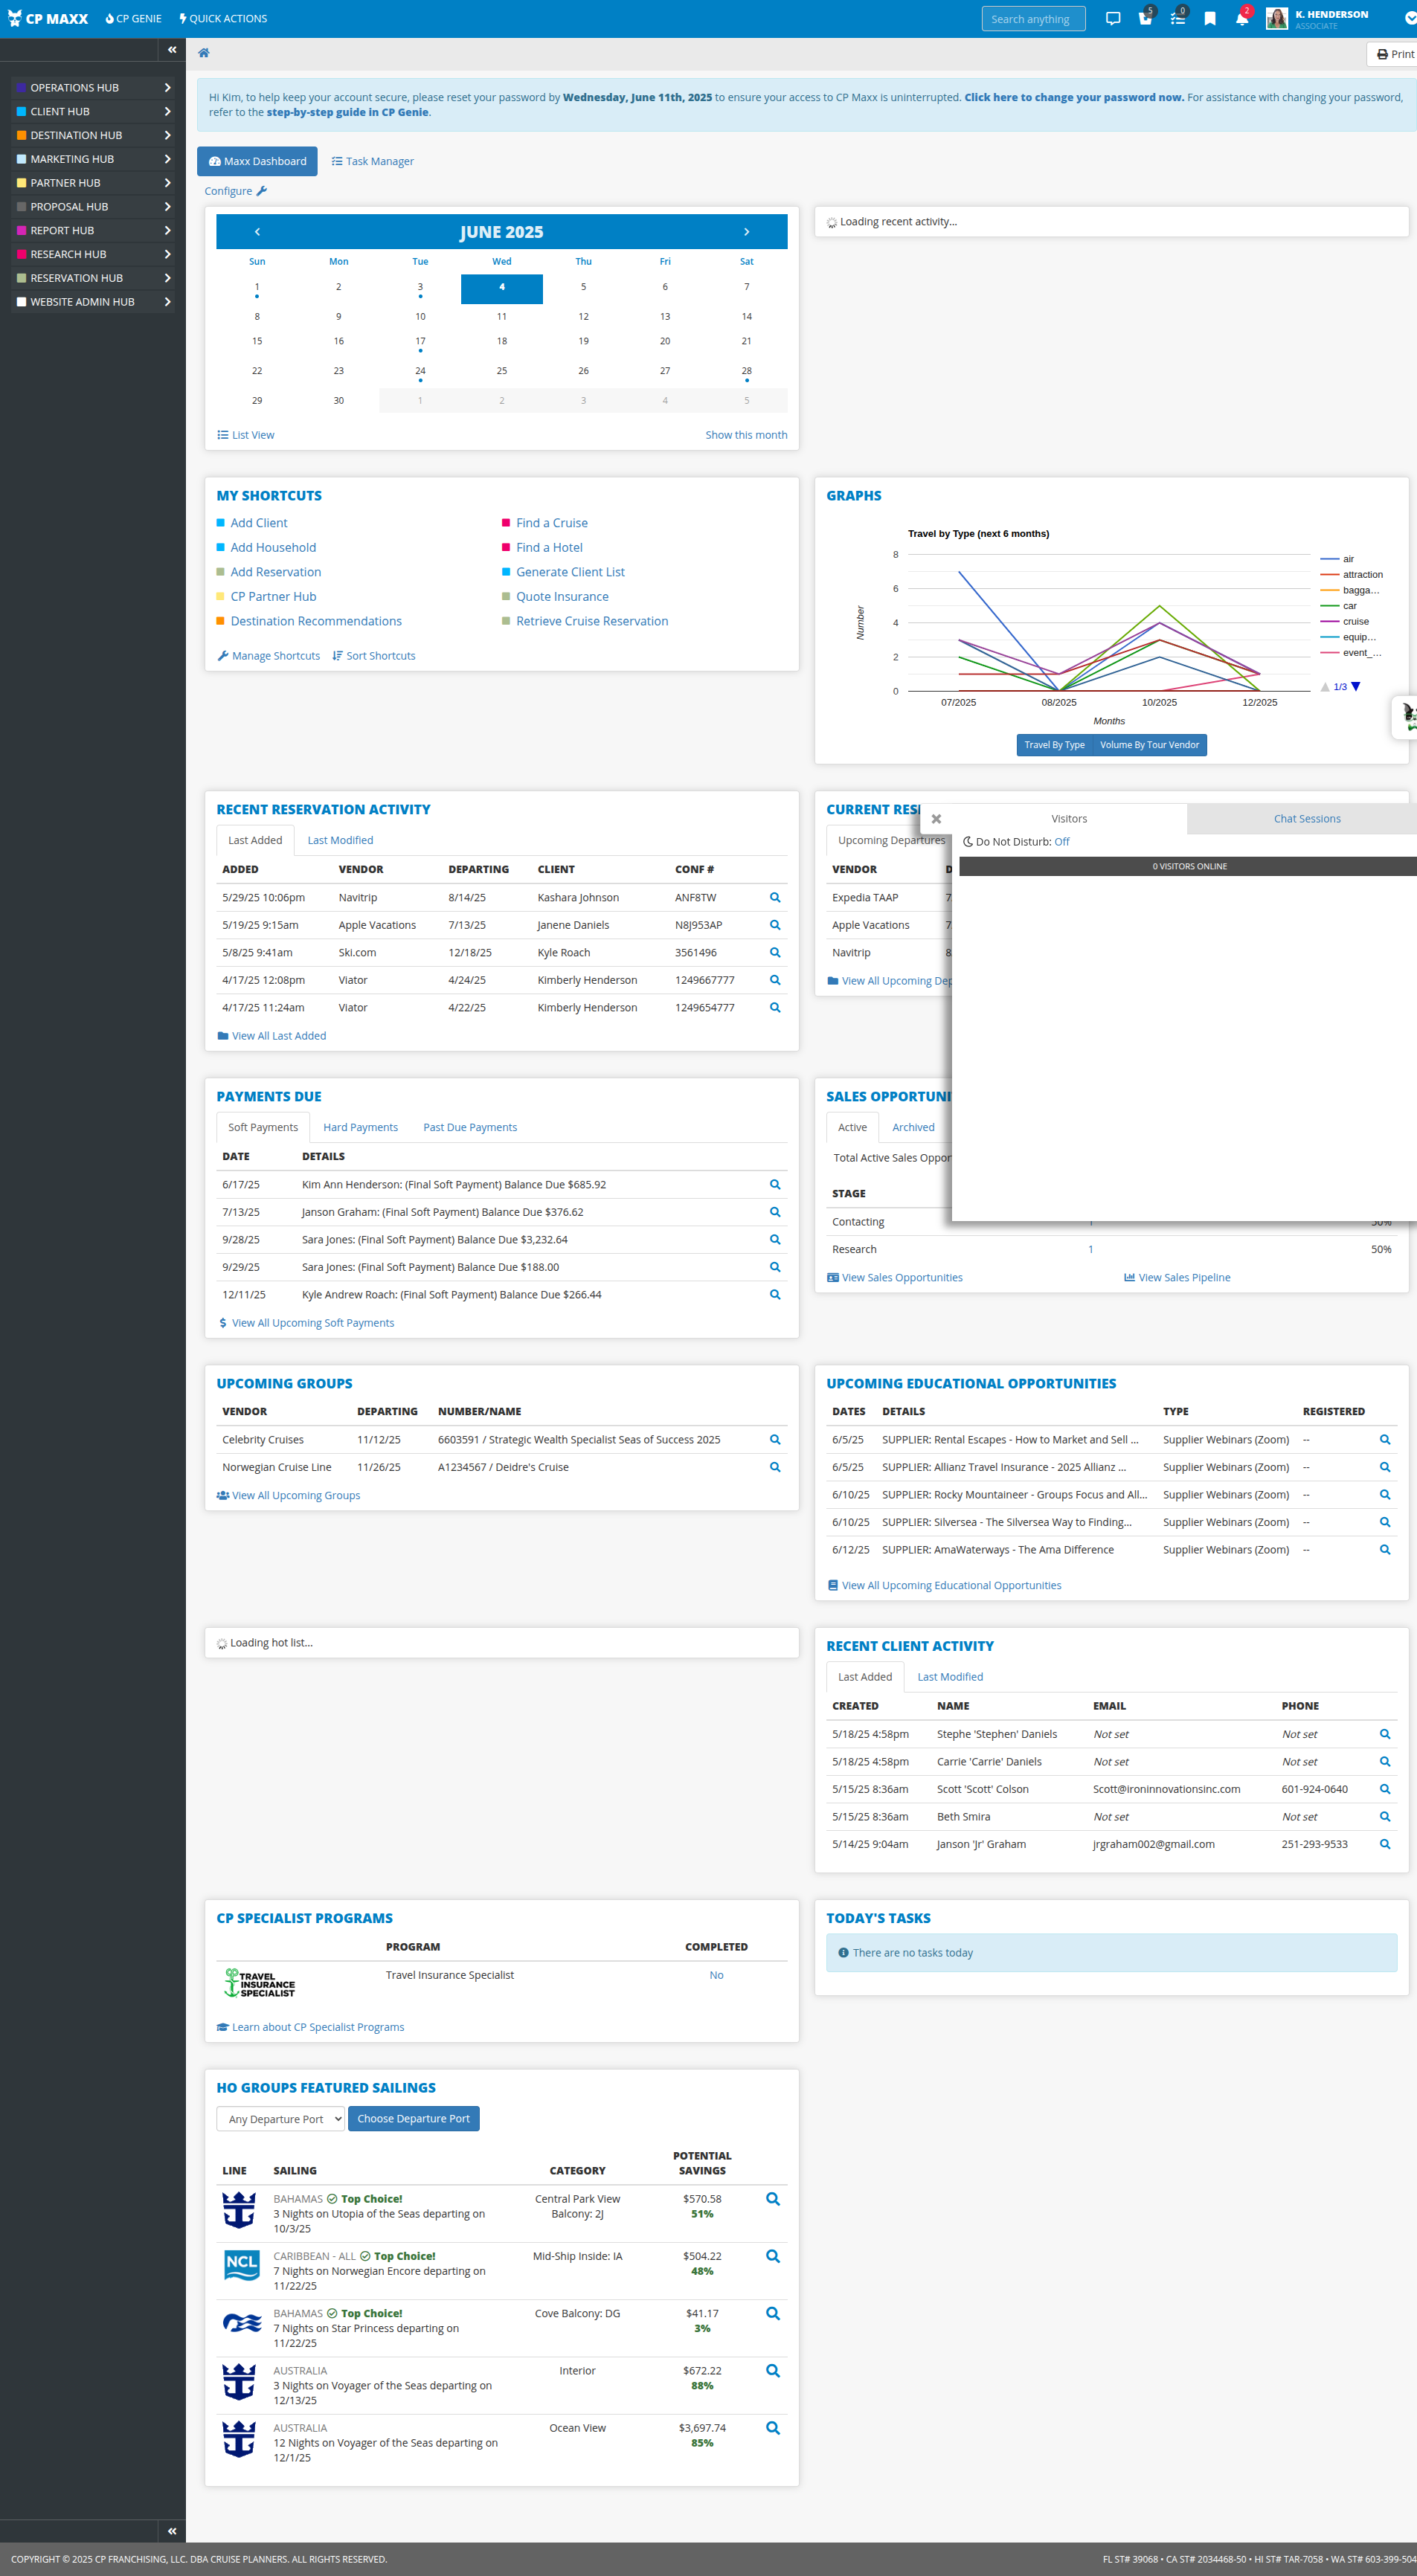 CP MAXX CP GENIE QUICK ACTIONS Search anything 5 0 2 K. HENDERSON
ASSOCIATE
Print
OPERATIONS HUB
CLIENT HUB
DESTINATION HUB
MARKETING HUB
PARTNER HUB
PROPOSAL HUB
REPORT HUB
RESEARCH HUB
RESERVATION HUB
WEBSITE ADMIN HUB
Hi Kim, to help keep your account secure, please reset your password by Wednesday, June 11th, 2025 to ensure your access to CP Maxx is uninterrupted. Click here to change your password now. For assistance with changing your password,
refer to the step-by-step guide in CP Genie.
Maxx Dashboard Task Manager
Configure
JUNE 2025
Sun Mon Tue Wed Thu Fri Sat
1 2 3 4 5 6 7
8 9 10 11 12 13 14
15 16 17 18 19 20 21
22 23 24 25 26 27 28
29 30 1 2 3 4 5
List View Show this month
Loading recent activity...
MY SHORTCUTS
Add Client Find a Cruise
Add Household Find a Hotel
Add Reservation Generate Client List
CP Partner Hub Quote Insurance
Destination Recommendations Retrieve Cruise Reservation
Manage Shortcuts Sort Shortcuts
GRAPHS
Travel by Type (next 6 months)
Number
8
6
4
2
0
07/2025 08/2025 10/2025 12/2025
Months
air
attraction
bagga...
car
cruise
equip...
event_...
1/3
Travel By Type Volume By Tour Vendor
RECENT RESERVATION ACTIVITY
Last Added Last Modified
ADDED VENDOR DEPARTING CLIENT CONF #
5/29/25 10:06pm Navitrip 8/14/25 Kashara Johnson ANF8TW
5/19/25 9:15am Apple Vacations 7/13/25 Janene Daniels N8J953AP
5/8/25 9:41am Ski.com 12/18/25 Kyle Roach 3561496
4/17/25 12:08pm Viator 4/24/25 Kimberly Henderson 1249667777
4/17/25 11:24am Viator 4/22/25 Kimberly Henderson 1249654777
View All Last Added
CURRENT RES
Upcoming Departures
VENDOR D
Expedia TAAP 7
Apple Vacations 7
Navitrip 8
View All Upcoming Dep
Visitors Chat Sessions
Do Not Disturb: Off
0 VISITORS ONLINE
PAYMENTS DUE
Soft Payments Hard Payments Past Due Payments
DATE DETAILS
6/17/25 Kim Ann Henderson: (Final Soft Payment) Balance Due $685.92
7/13/25 Janson Graham: (Final Soft Payment) Balance Due $376.62
9/28/25 Sara Jones: (Final Soft Payment) Balance Due $3,232.64
9/29/25 Sara Jones: (Final Soft Payment) Balance Due $188.00
12/11/25 Kyle Andrew Roach: (Final Soft Payment) Balance Due $266.44
View All Upcoming Soft Payments
SALES OPPORTUNI
Active Archived
Total Active Sales Oppor
STAGE
Contacting 1 50%
Research 1 50%
View Sales Opportunities View Sales Pipeline
UPCOMING GROUPS
VENDOR DEPARTING NUMBER/NAME
Celebrity Cruises 11/12/25 6603591 / Strategic Wealth Specialist Seas of Success 2025
Norwegian Cruise Line 11/26/25 A1234567 / Deidre's Cruise
View All Upcoming Groups
UPCOMING EDUCATIONAL OPPORTUNITIES
DATES DETAILS TYPE REGISTERED
6/5/25 SUPPLIER: Rental Escapes - How to Market and Sell ... Supplier Webinars (Zoom) --
6/5/25 SUPPLIER: Allianz Travel Insurance - 2025 Allianz ... Supplier Webinars (Zoom) --
6/10/25 SUPPLIER: Rocky Mountaineer - Groups Focus and All... Supplier Webinars (Zoom) --
6/10/25 SUPPLIER: Silversea - The Silversea Way to Finding... Supplier Webinars (Zoom) --
6/12/25 SUPPLIER: AmaWaterways - The Ama Difference Supplier Webinars (Zoom) --
View All Upcoming Educational Opportunities
Loading hot list...
RECENT CLIENT ACTIVITY
Last Added Last Modified
CREATED NAME EMAIL PHONE
5/18/25 4:58pm Stephe 'Stephen' Daniels Not set Not set
5/18/25 4:58pm Carrie 'Carrie' Daniels Not set Not set
5/15/25 8:36am Scott 'Scott' Colson Scott@ironinnovationsinc.com 601-924-0640
5/15/25 8:36am Beth Smira Not set Not set
5/14/25 9:04am Janson 'Jr' Graham jrgraham002@gmail.com 251-293-9533
CP SPECIALIST PROGRAMS
PROGRAM COMPLETED
TRAVEL
INSURANCE
SPECIALIST
Travel Insurance Specialist No
Learn about CP Specialist Programs
TODAY'S TASKS
There are no tasks today
HO GROUPS FEATURED SAILINGS
Any Departure Port Choose Departure Port
LINE SAILING CATEGORY POTENTIAL
SAVINGS
BAHAMAS Top Choice! Central Park View $570.58
3 Nights on Utopia of the Seas departing on Balcony: 2J 51%
10/3/25
NCL CARIBBEAN - ALL Top Choice! Mid-Ship Inside: IA $504.22
7 Nights on Norwegian Encore departing on 48%
11/22/25
BAHAMAS Top Choice! Cove Balcony: DG $41.17
7 Nights on Star Princess departing on 3%
11/22/25
AUSTRALIA Interior $672.22
3 Nights on Voyager of the Seas departing on 88%
12/13/25
AUSTRALIA Ocean View $3,697.74
12 Nights on Voyager of the Seas departing on 85%
12/1/25
COPYRIGHT © 2025 CP FRANCHISING, LLC. DBA CRUISE PLANNERS. ALL RIGHTS RESERVED. FL ST# 39068 • CA ST# 2034468-50 • HI ST# TAR-7058 • WA ST# 603-399-504